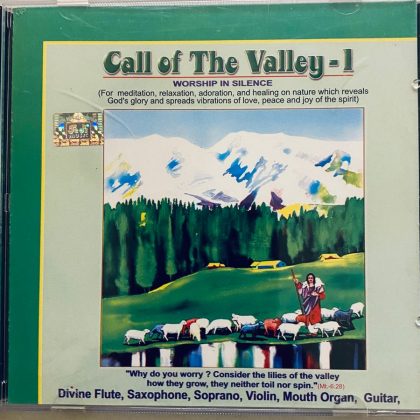 Call of The Valley-1
WORSHIP IN SILENCE
(For meditation, relaxation, adoration, and healing on nature which reveals
God's glory and spreads vibrations of love, peace and joy of the spirit)
"Why do you worry ? Consider the lilies of the valley
how they grow, they neither toil nor spin."(Mt.-6:28)
Divine Flute, Saxophone, Soprano, Violin, Mouth Organ, Guitar,